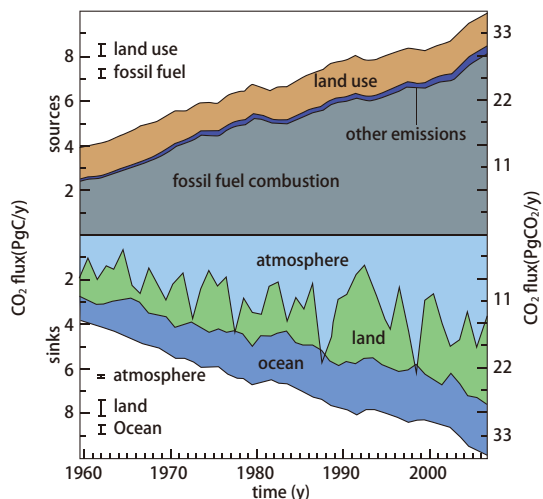 8
6
4
2
2
4
6
8
sources
sinks
CO₂ flux(PgC/y)
land use
fossil fuel
land use
other emissions
fossil fuel combustion
atmosphere
land
ocean
atmosphere
land
Ocean
33
22
11
11
22
33
CO₂ flux(PgCO₂/y)
1960 1970 1980 1990 2000
time (y)